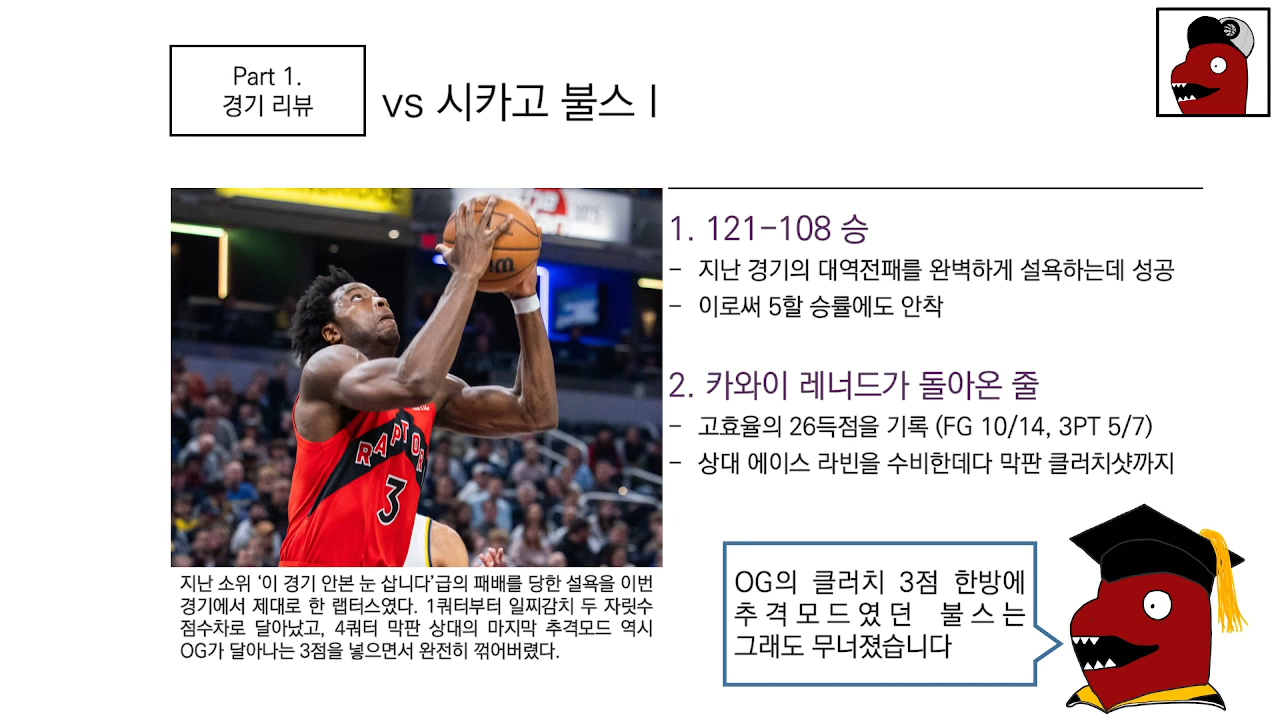 Part 1.
경기 리뷰
vs 시카고 불스 I
1. 121-108 승
- 지난 경기의 대역전패를 완벽하게 설욕하는데 성공
- 이로써 5할 승률에도 안착
2. 카와이 레너드가 돌아온 줄
- 고효율의 26득점을 기록 (FG 10/14, 3PT 5/7)
- 상대 에이스 라빈을 수비한데다 막판 클러치샷까지
RAPTOR
3
지난 소위 ‘이 경기 안본 눈 삽니다’급의 패배를 당한 설욕을 이번
경기에서 제대로 한 랩터스였다. 1쿼터부터 일찌감치 두 자릿수
점수차로 달아났고, 4쿼터 막판 상대의 마지막 추격모드 역시
OG가 달아나는 3점을 넣으면서 완전히 꺾어버렸다.
OG의 클러치 3점 한방에
추격모드였던 불스는
그래도 무너졌습니다